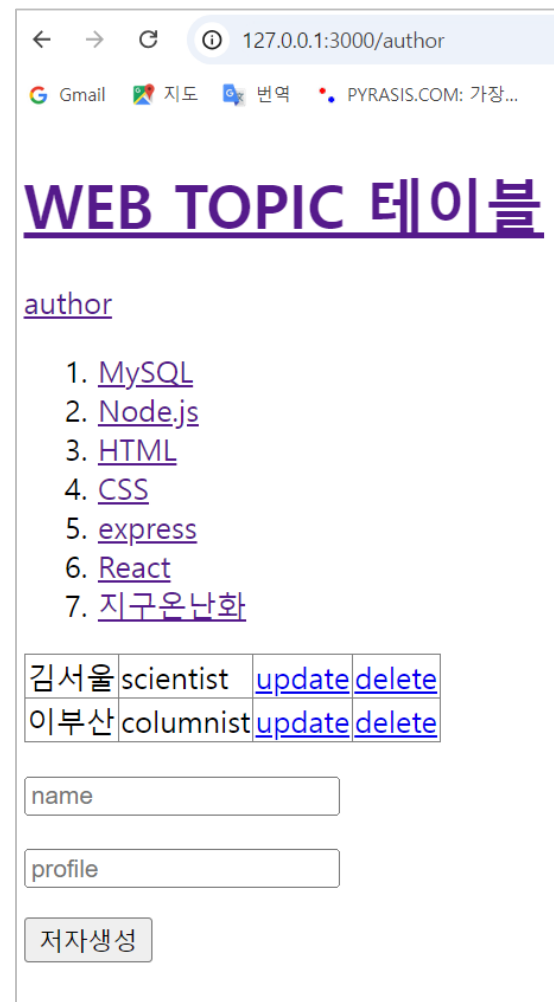 127.0.0.1:3000/author
Gmail 지도 번역 PYRASIS.COM: 가장...
WEB TOPIC 테이블
author
1. MySQL
2. Node.js
3. HTML
4. CSS
5. express
6. React
7. 지구온난화
김서울 scientist update delete
이부산 columnist update delete
name
profile
저자생성